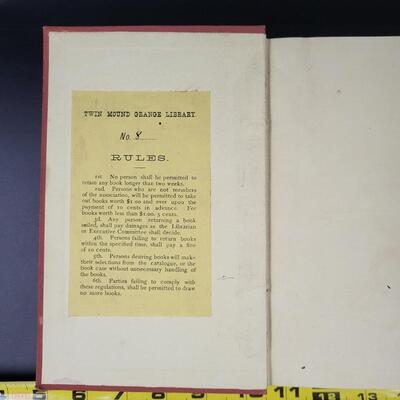 TWIN MOUND GRANGE LIBRARY.
No. 8
RULES.
1st. No person shall be permitted to
retain any book longer than two weeks.
2nd. Persons who are not members
of the association, will be permitted to take
out books worth $1 00 and over upon the
payment of 10 cents in advance. For
books worth less than $1.00. 5 cents.
3d. Any person returning a book
soiled, shall pay damages as the Librarian
or Executive Committee shall decide.
4th. Persons failing to return books
within the specified time, shall pay a fine
of 10 cents.
5th. Persons desiring books will make
their selections from the catalogue, or the
book case without unnecessary handling of
the books.
6th. Parties failing to comply with
these regulations, shall be permitted to draw
no more books.
4 5 6 7 8 9 10 11 13 14